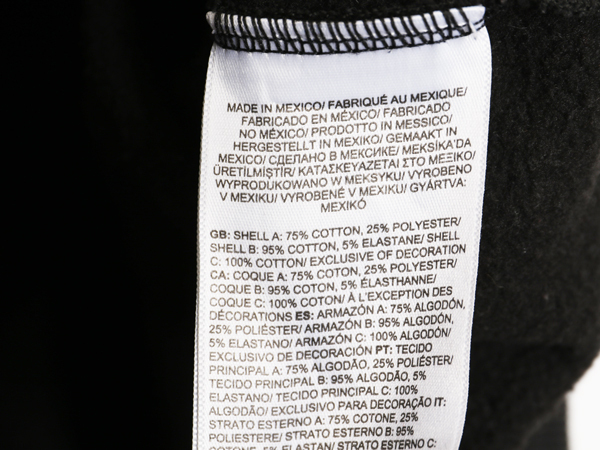 MADE IN MEXICO/ FABRIQUÉ AU MEXIQUE/
FABRICADO EN MÉXICO/ FABRICADO
NO MÉXICO/ PRODOTTO IN MESSICO/
HERGESTELLT IN MEXIKO/ GEMAAKT IN
MEXICO/ СДЕЛАНО В МЕКСИКЕ/ MEKSİKA'DA
ÜRETİLMİŞTİR/ ΚΑΤΑΣΚΕΥΑΖΕΤΑΙ ΣΤΟ ΜΕΞΙΚΟ/
WYPRODUKOWANO W MEKSYKU/ VYROBENO
V MEXIKU/ VYROBENÉ V MEXIKU/ GYÁRTVA:
MEXIKÓ
GB: SHELL A: 75% COTTON, 25% POLYESTER/
SHELL B: 95% COTTON, 5% ELASTANE/ SHELL
C: 100% COTTON/ EXCLUSIVE OF DECORATION
CA: COQUE A: 75% COTON, 25% POLYESTER/
COQUE B: 95% COTON, 5% ÉLASTHANNE/
COQUE C: 100% COTON/ À L'EXCEPTION DES
DÉCORATIONS ES: ARMAZÓN A: 75% ALGODÓN,
25% POLIÉSTER/ ARMAZÓN B: 95% ALGODÓN,
5% ELASTANO/ ARMAZÓN C: 100% ALGODÓN/
EXCLUSIVO DE DECORACIÓN PT: TECIDO
PRINCIPAL A: 75% ALGODÃO, 25% POLIÉSTER/
TECIDO PRINCIPAL B: 95% ALGODÃO, 5%
ELASTANO/ TECIDO PRINCIPAL C: 100%
ALGODÃO/ EXCLUSIVO PARA DECORAÇÃO IT:
STRATO ESTERNO A: 75% COTONE, 25%
POLIESTERE/ STRATO ESTERNO B: 95%
COTONE, 5% ELASTAN/ STRATO ESTERNO C: